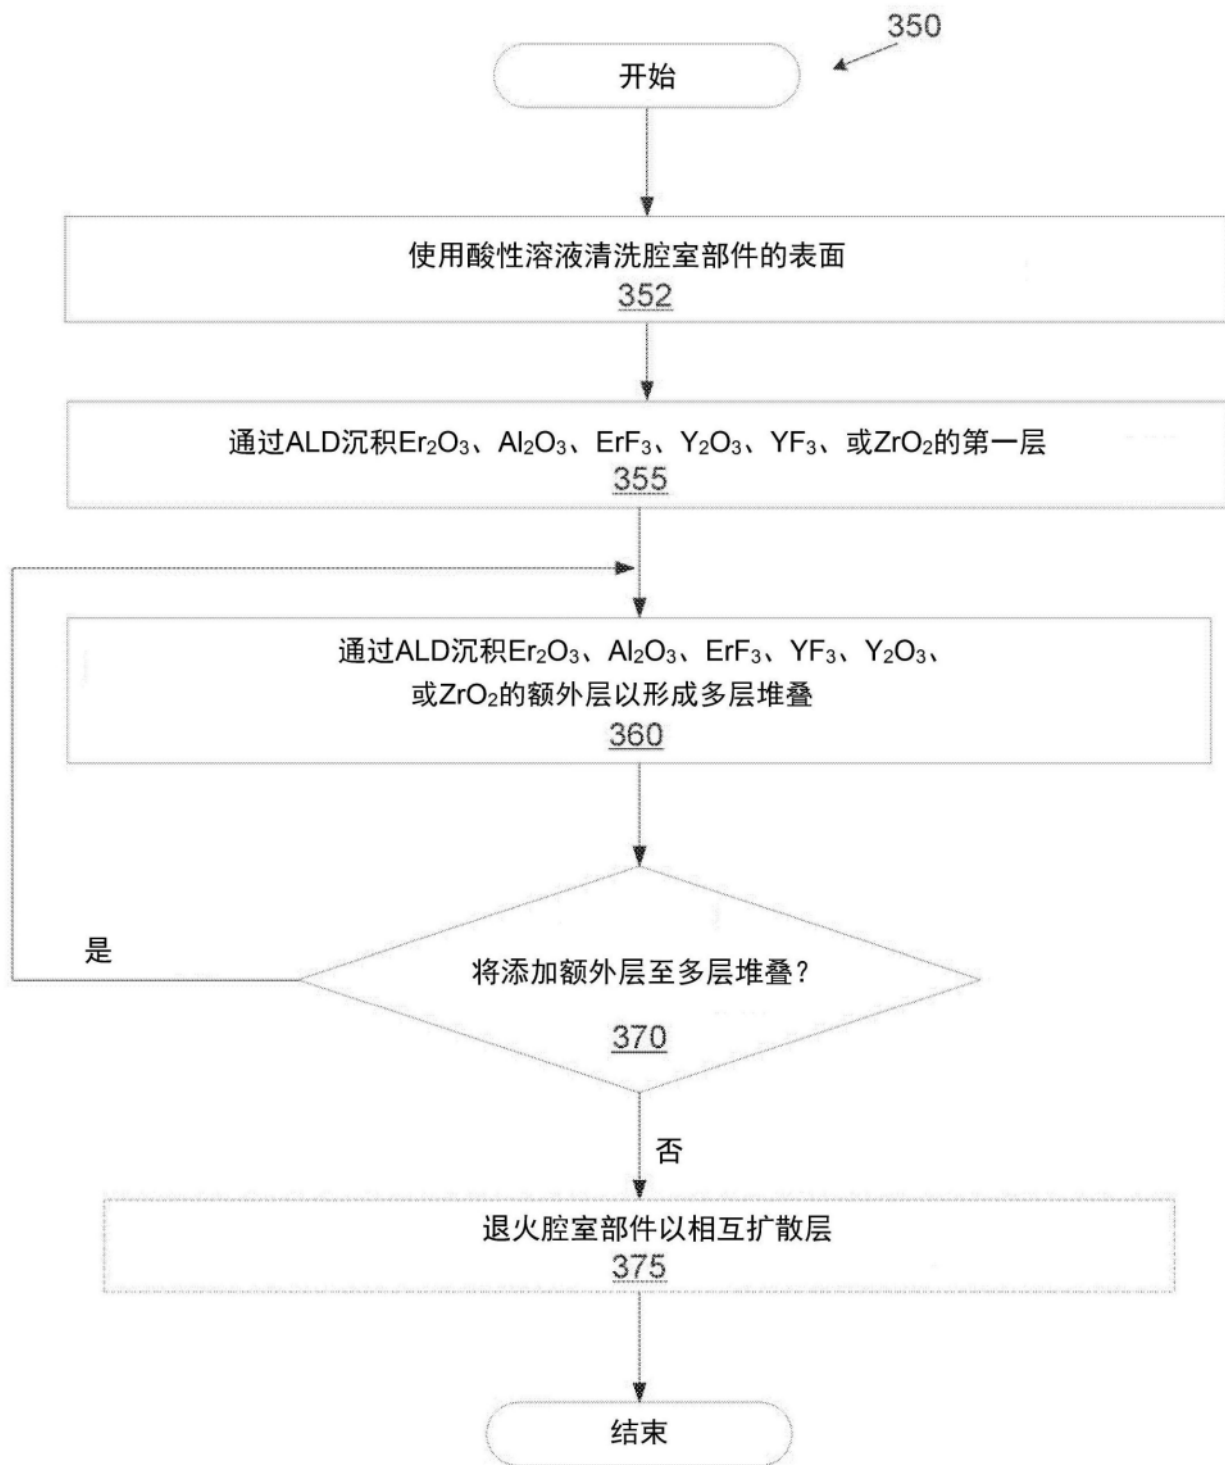 350
开始
使用酸性溶液清洗腔室部件的表面
352
通过ALD沉积Er₂O₃、Al₂O₃、ErF₃、Y₂O₃、YF₃、或ZrO₂的第一层
355
通过ALD沉积Er₂O₃、Al₂O₃、ErF₃、YF₃、Y₂O₃、
或ZrO₂的额外层以形成多层堆叠
360
是
将添加额外层至多层堆叠?
370
否
退火腔室部件以相互扩散层
375
结束